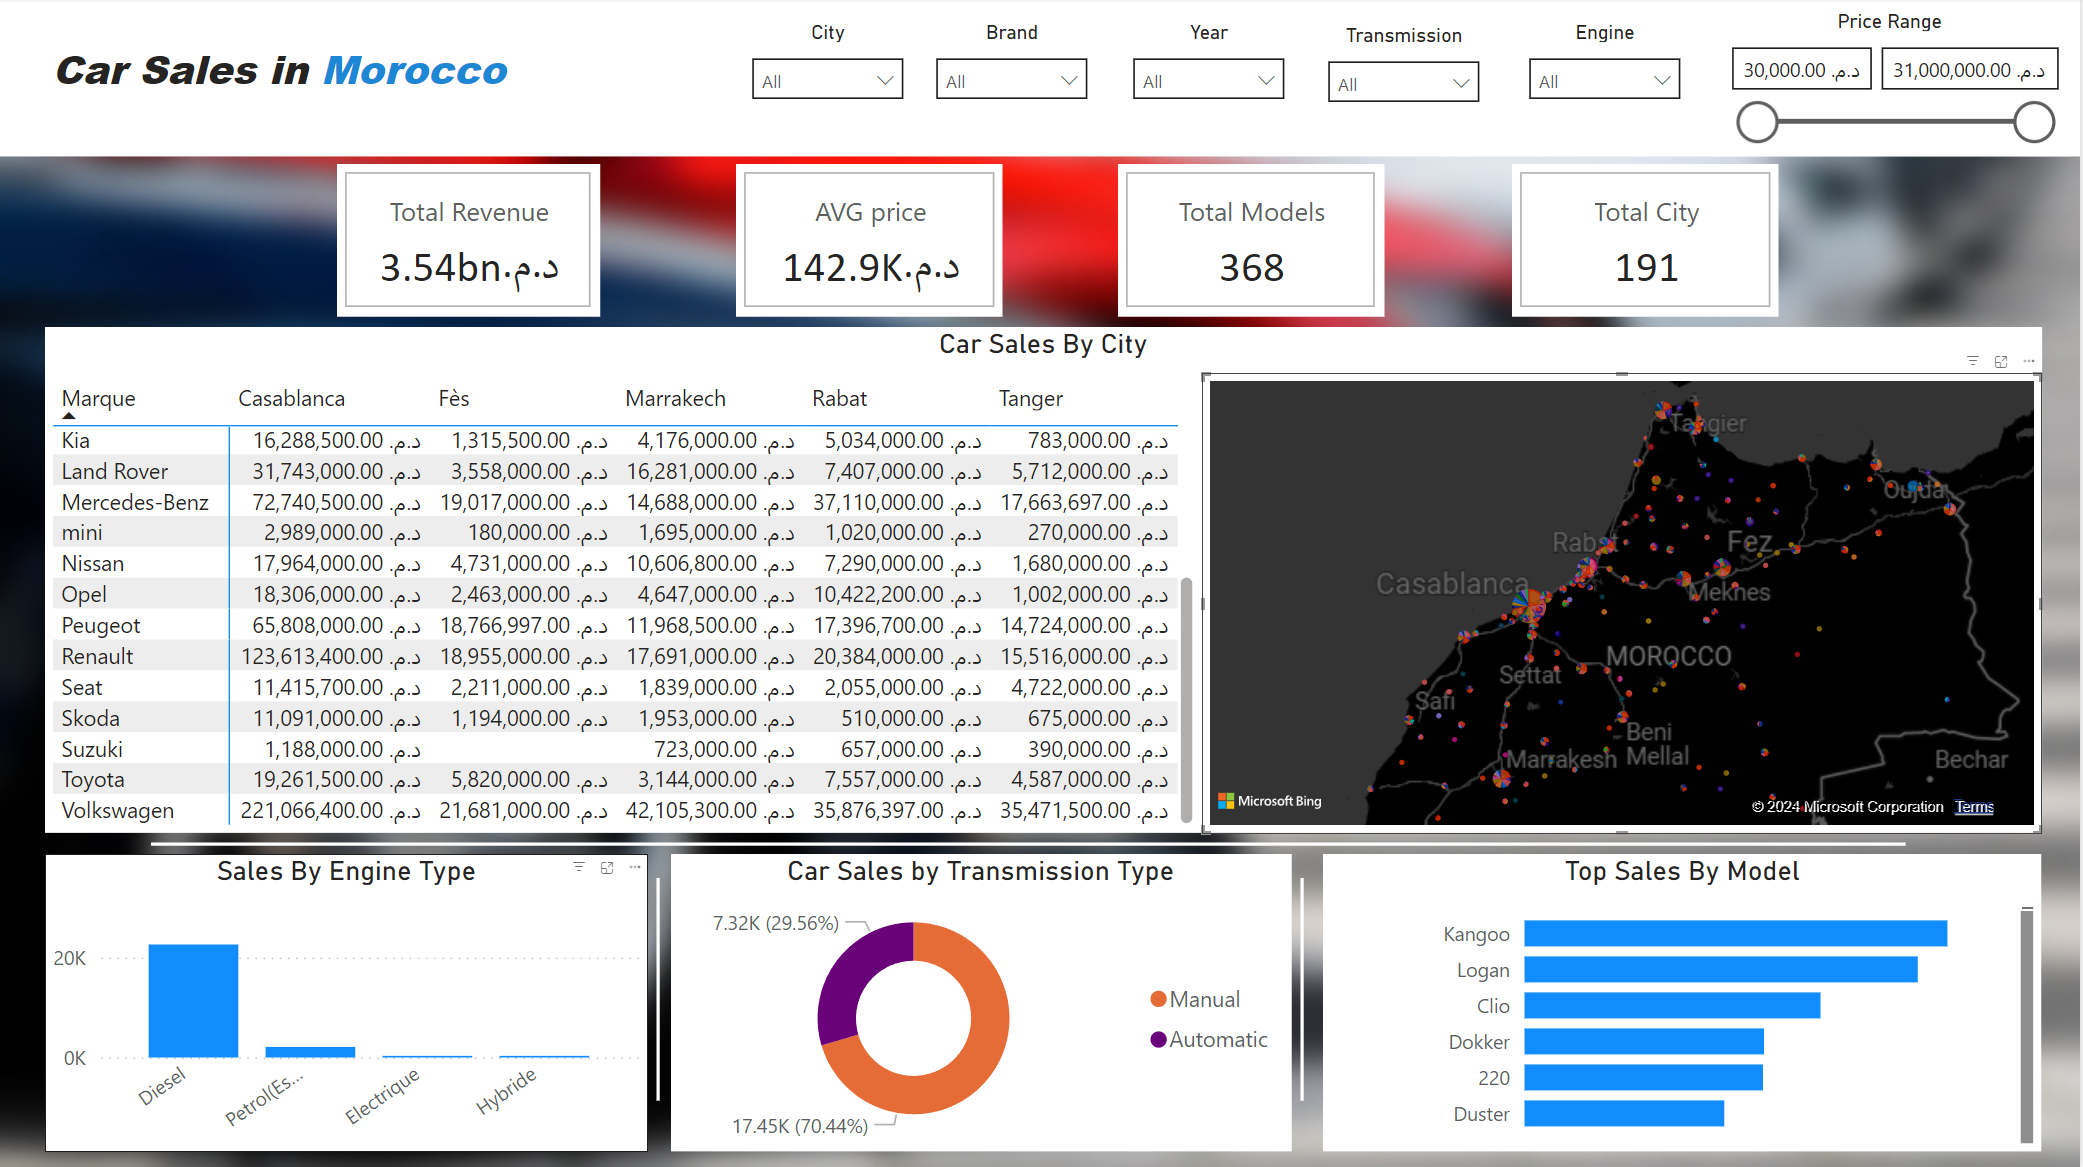 Car Sales in Morocco
City
Brand
Year
Transmission
Engine
Price Range
All
All
All
All
All
30,000.00 د.م.
31,000,000.00 د.م.
Total Revenue
3.54bnد.م.
AVG price
142.9Kد.م.
Total Models
368
Total City
191
Car Sales By City
Marque Casablanca Fès Marrakech Rabat Tanger
Kia 16,288,500.00 د.م. 1,315,500.00 د.م. 4,176,000.00 د.م. 5,034,000.00 د.م. 783,000.00 د.م.
Land Rover 31,743,000.00 د.م. 3,558,000.00 د.م. 16,281,000.00 د.م. 7,407,000.00 د.م. 5,712,000.00 د.م.
Mercedes-Benz 72,740,500.00 د.م. 19,017,000.00 د.م. 14,688,000.00 د.م. 37,110,000.00 د.م. 17,663,697.00 د.م.
mini 2,989,000.00 د.م. 180,000.00 د.م. 1,695,000.00 د.م. 1,020,000.00 د.م. 270,000.00 د.م.
Nissan 17,964,000.00 د.م. 4,731,000.00 د.م. 10,606,800.00 د.م. 7,290,000.00 د.م. 1,680,000.00 د.م.
Opel 18,306,000.00 د.م. 2,463,000.00 د.م. 4,647,000.00 د.م. 10,422,200.00 د.م. 1,002,000.00 د.م.
Peugeot 65,808,000.00 د.م. 18,766,997.00 د.م. 11,968,500.00 د.م. 17,396,700.00 د.م. 14,724,000.00 د.م.
Renault 123,613,400.00 د.م. 18,955,000.00 د.م. 17,691,000.00 د.م. 20,384,000.00 د.م. 15,516,000.00 د.م.
Seat 11,415,700.00 د.م. 2,211,000.00 د.م. 1,839,000.00 د.م. 2,055,000.00 د.م. 4,722,000.00 د.م.
Skoda 11,091,000.00 د.م. 1,194,000.00 د.م. 1,953,000.00 د.م. 510,000.00 د.م. 675,000.00 د.م.
Suzuki 1,188,000.00 د.م. 723,000.00 د.م. 657,000.00 د.م. 390,000.00 د.م.
Toyota 19,261,500.00 د.م. 5,820,000.00 د.م. 3,144,000.00 د.م. 7,557,000.00 د.م. 4,587,000.00 د.م.
Volkswagen 221,066,400.00 د.م. 21,681,000.00 د.م. 42,105,300.00 د.م. 35,876,397.00 د.م. 35,471,500.00 د.م.
Tangier
Oujda
Rabat
Fez
Casablanca
Meknes
MOROCCO
Settat
Safi
Beni
Mellal
Marrakesh
Bechar
Microsoft Bing
© 2024 Microsoft Corporation Terms
Sales By Engine Type
20K
0K
Diesel
Petrol(Es...
Electrique
Hybride
Car Sales by Transmission Type
7.32K (29.56%)
Manual
Automatic
17.45K (70.44%)
Top Sales By Model
Kangoo
Logan
Clio
Dokker
220
Duster